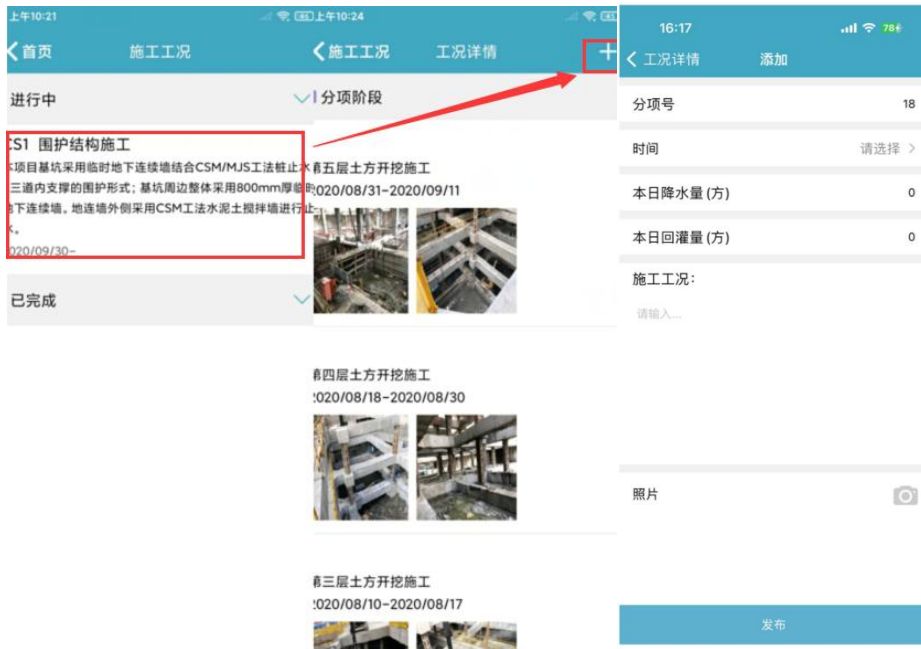 上午10:21
首页
施工工况
进行中
CS1 围护结构施工
本项目基坑采用临时地下连续墙结合CSM/MJS工法桩止水
三道内支撑的围护形式；基坑周边整体采用800mm厚临时
地下连续墙。地连墙外侧采用CSM工法水泥土搅拌墙进行止
水。
2020/09/30-
已完成
上午10:24
施工工况
工况详情
分项阶段
第五层土方开挖施工
2020/08/31-2020/09/11
第四层土方开挖施工
2020/08/18-2020/08/30
第三层土方开挖施工
2020/08/10-2020/08/17
16:17
工况详情
添加
分项号 18
时间 请选择
本日降水量(方) 0
本日回灌量(方) 0
施工工况：
请输入...
照片
发布